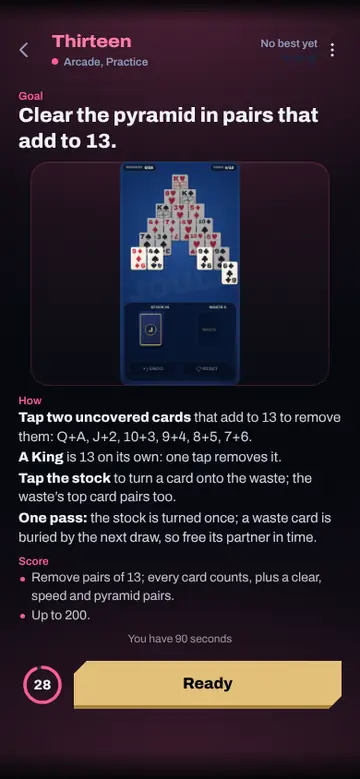 Thirteen
No best yet
Arcade, Practice
Goal
Clear the pyramid in pairs that
add to 13.
How
Tap two uncovered cards that add to 13 to remove
them: Q+A, J+2, 10+3, 9+4, 8+5, 7+6.
A King is 13 on its own: one tap removes it.
Tap the stock to turn a card onto the waste; the
waste's top card pairs too.
One pass: the stock is turned once; a waste card is
buried by the next draw, so free its partner in time.
Score
Remove pairs of 13; every card counts, plus a clear,
speed and pyramid pairs.
Up to 200.
You have 90 seconds
28
Ready